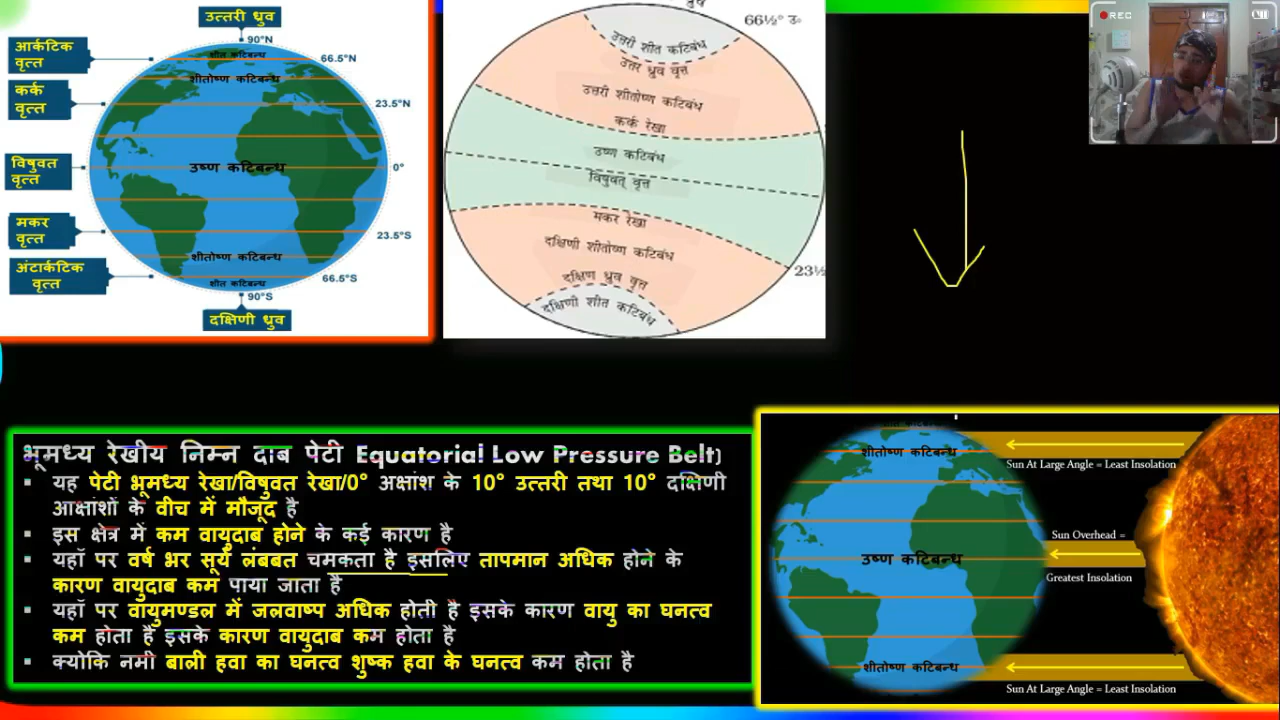 उत्तरी ध्रुव
90°N
आर्कटिक
वृत्त
शीत कटिबन्ध
66.5°N
शीतोष्ण कटिबन्ध
कर्क
वृत्त
23.5°N
विषुवत
वृत्त
उष्ण कटिबन्ध
0°
मकर
वृत्त
23.5°S
शीतोष्ण कटिबन्ध
अंटार्कटिक
वृत्त
66.5°S
शीत कटिबन्ध
90°S
दक्षिणी ध्रुव
ध्रुव
66½° उ॰
उत्तरी शीत कटिबंध
उत्तर ध्रुव वृत्त
उत्तरी शीतोष्ण कटिबंध
कर्क रेखा
उष्ण कटिबंध
विषुवत् वृत्त
मकर रेखा
दक्षिणी शीतोष्ण कटिबंध
23½
दक्षिण ध्रुव वृत्त
दक्षिणी शीत कटिबंध
REC
भूमध्य रेखीय निम्न दाब पेटी Equatorial Low Pressure Belt)
▪ यह पेटी भूमध्य रेखा/विषुवत रेखा/0° अक्षांश के 10° उत्तरी तथा 10° दक्षिणी
आक्षांशों के वीच में मौजूद है
▪ इस क्षेत्र में कम वायुदाब होने के कई कारण है
▪ यहॉ पर वर्ष भर सूर्य लंबबत चमकता है इसलिए तापमान अधिक होने के
कारण वायुदाब कम पाया जाता है
▪ यहॉ पर वायुमण्डल में जलवाष्प अधिक होती है इसके कारण वायु का घनत्व
कम होता है इसके कारण वायुदाब कम होता है
▪ क्योकि नमी बाली हवा का घनत्व शुष्क हवा के घनत्व कम होता है
शीतोष्ण कटिबन्ध
Sun At Large Angle = Least Insolation
Sun Overhead =
उष्ण कटिबन्ध
Greatest Insolation
शीतोष्ण कटिबन्ध
Sun At Large Angle = Least Insolation